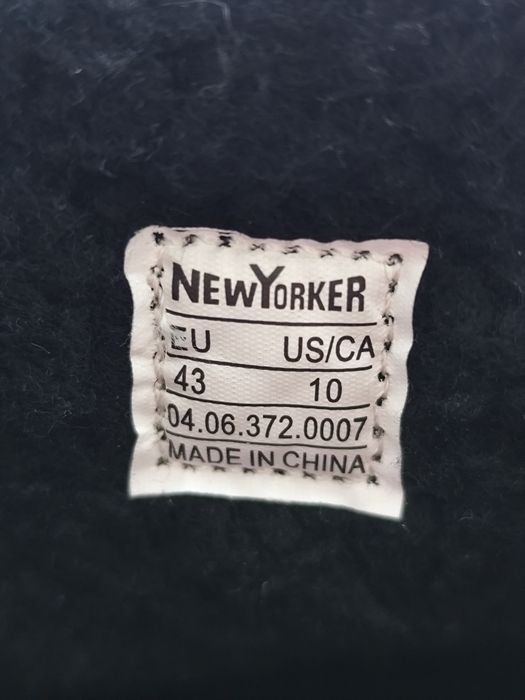 NEWYORKER
EU US/CA
43 10
04.06.372.0007
MADE IN CHINA